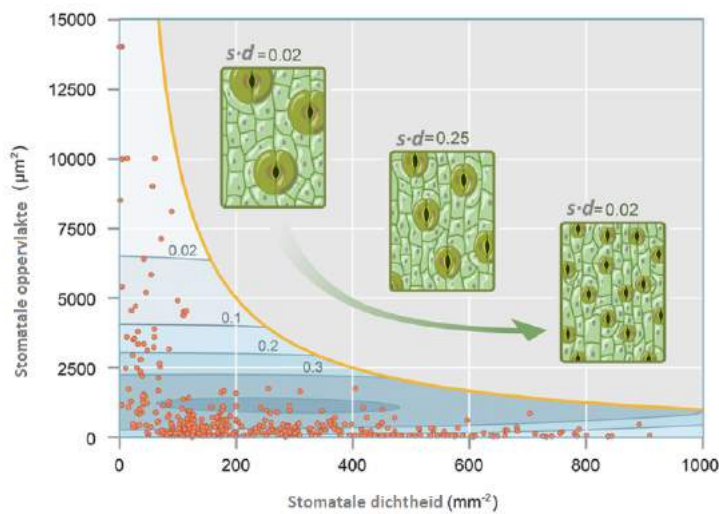 15000
12500
10000
7500
5000
2500
0
Stomatale oppervlakte (µm²)
s·d=0.02
s·d=0.25
s·d=0.02
0.02
0.1
0.2
0.3
0 200 400 600 800 1000
Stomatale dichtheid (mm⁻²)